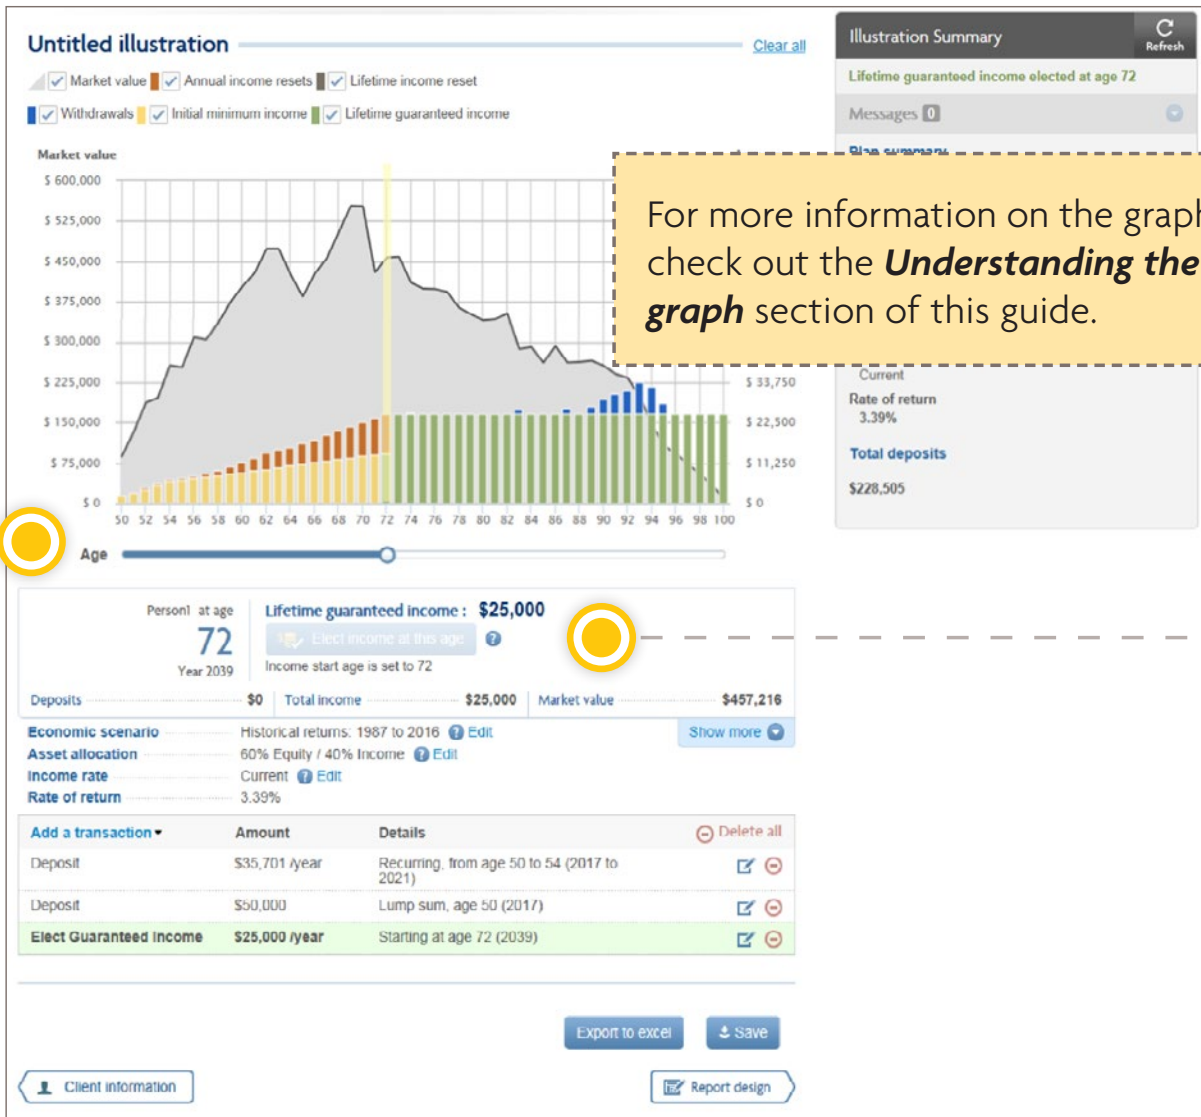 Untitled illustration
Clear all
Market value Annual income resets Lifetime income reset
Withdrawals Initial minimum income Lifetime guaranteed income
Market value
$ 600,000
$ 525,000
$ 450,000
$ 375,000
$ 300,000
$ 225,000
$ 150,000
$ 75,000
$ 0
$ 33,750
$ 22,500
$ 11,250
$ 0
50 52 54 56 58 60 62 64 66 68 70 72 74 76 78 80 82 84 86 88 90 92 94 96 98 100
Age
Illustration Summary
Refresh
Lifetime guaranteed income elected at age 72
Messages 0
Plan summary
For more information on the graph
check out the Understanding the
graph section of this guide.
Current
Rate of return
3.39%
Total deposits
$228,505
Person1 at age
72
Year 2039
Lifetime guaranteed income : $25,000
Elect income at this age ?
Income start age is set to 72
Deposits $0 Total income $25,000 Market value $457,216
Economic scenario Historical returns: 1987 to 2016 ? Edit
Show more
Asset allocation 60% Equity / 40% Income ? Edit
Income rate Current ? Edit
Rate of return 3.39%
Add a transaction Amount Details Delete all
Deposit $35,701 /year Recurring, from age 50 to 54 (2017 to
2021)
Deposit $50,000 Lump sum, age 50 (2017)
Elect Guaranteed Income $25,000 /year Starting at age 72 (2039)
Export to excel
Save
Client information
Report design